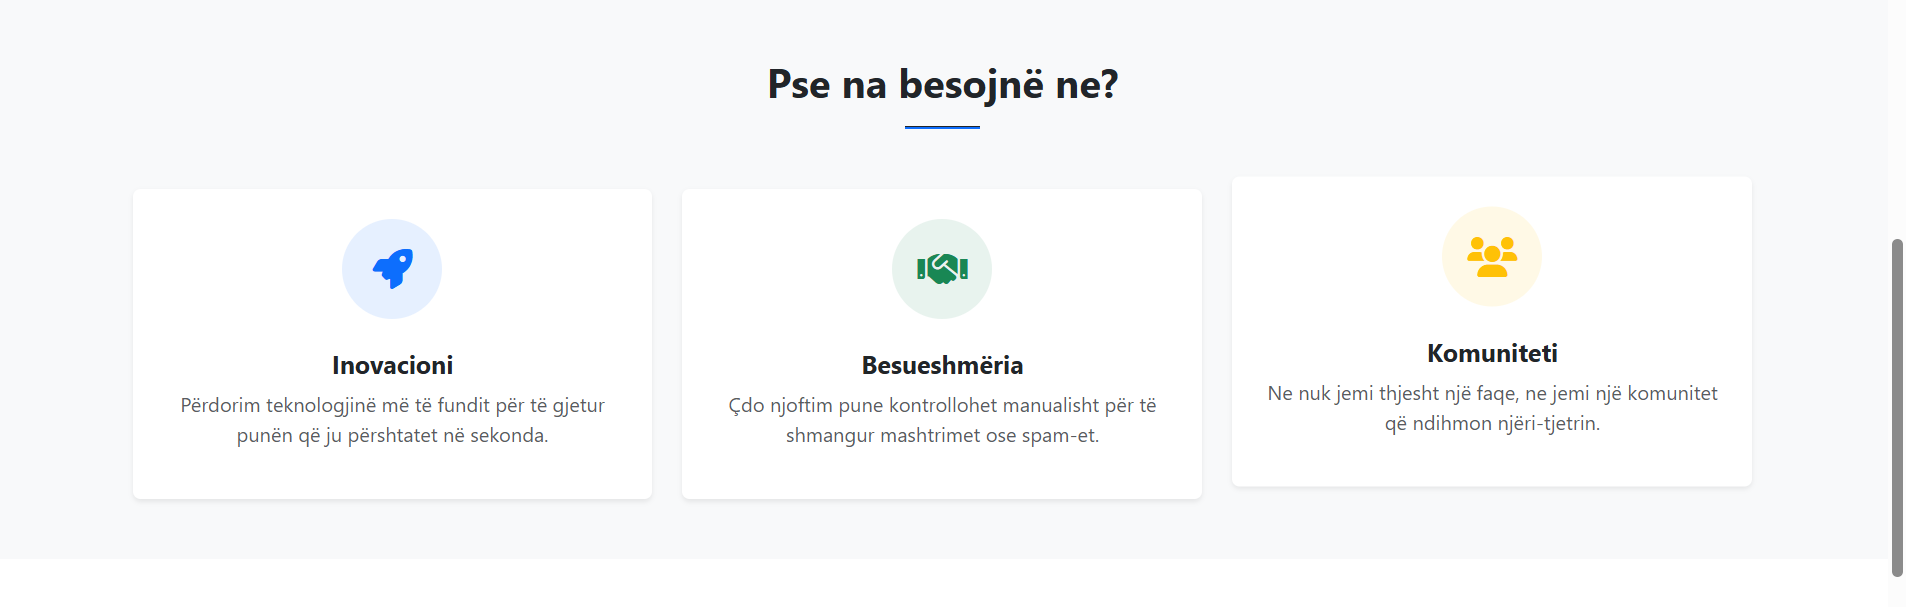 Pse na besojnë ne?
Inovacioni
Përdorim teknologjinë më të fundit për të gjetur
punën që ju përshtatet në sekonda.
Besueshmëria
Çdo njoftim pune kontrollohet manualisht për të
shmangur mashtrimet ose spam-et.
Komuniteti
Ne nuk jemi thjesht një faqe, ne jemi një komunitet
që ndihmon njëri-tjetrin.